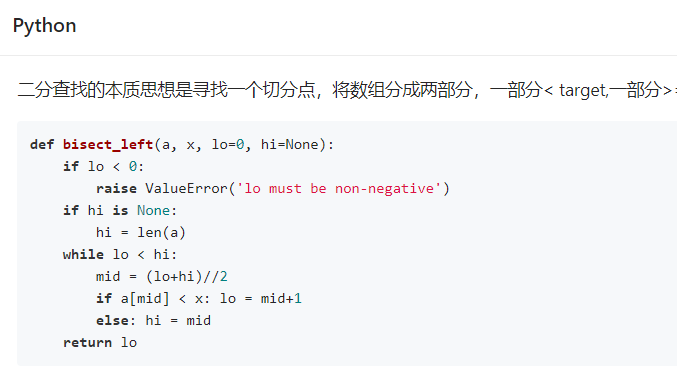 Python
二分查找的本质思想是寻找一个切分点，将数组分成两部分，一部分< target,一部分>=
def bisect_left(a, x, lo=0, hi=None):
    if lo < 0:
        raise ValueError('lo must be non-negative')
    if hi is None:
        hi = len(a)
    while lo < hi:
        mid = (lo+hi)//2
        if a[mid] < x: lo = mid+1
        else: hi = mid
    return lo